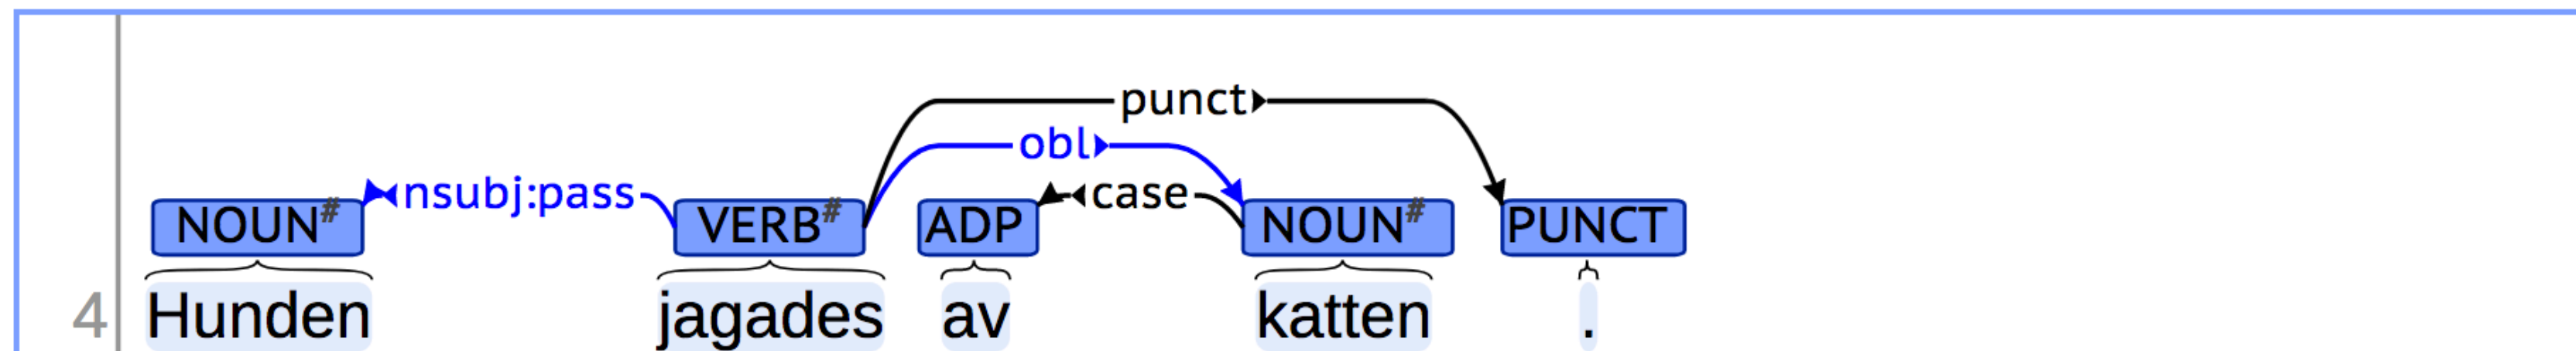 punct
obl
nsubj:pass case
NOUN# VERB# ADP NOUN# PUNCT
4 Hunden jagades av katten .